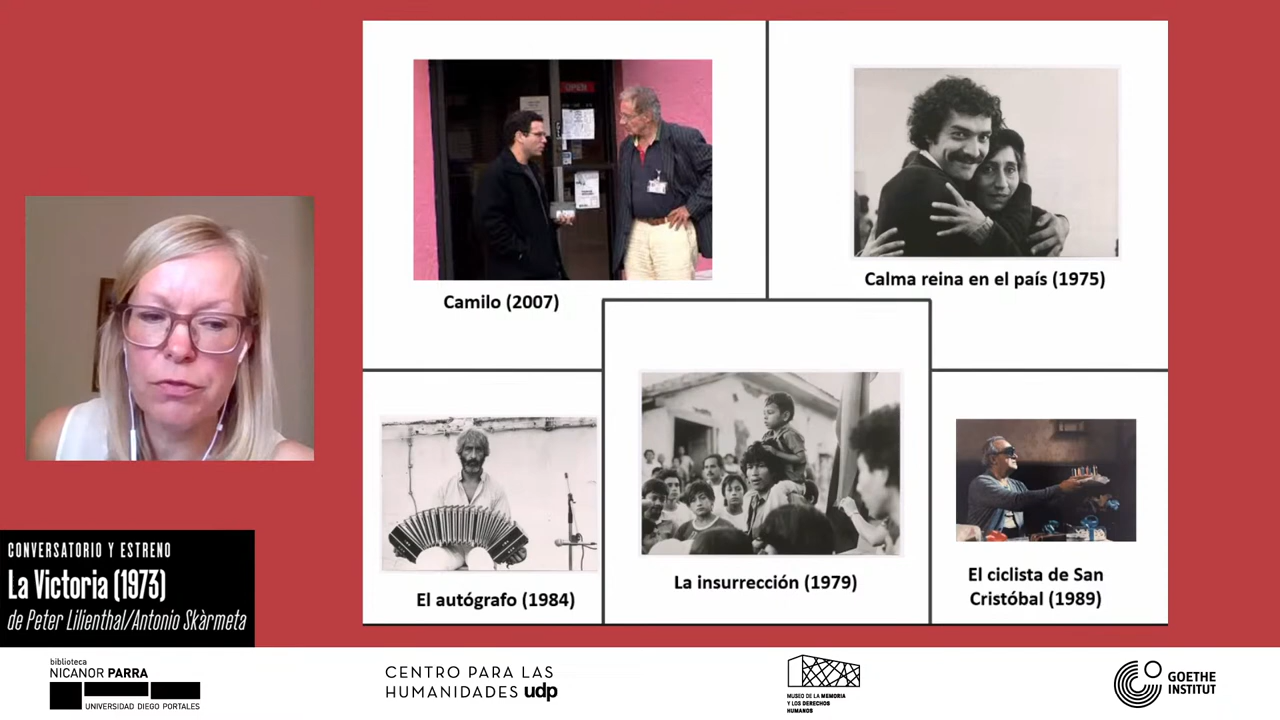 Camilo (2007)
Calma reina en el país (1975)
El autógrafo (1984)
La insurrección (1979)
El ciclista de San
Cristóbal (1989)
CONVERSATORIO Y ESTRENO
La Victoria (1973)
de Peter Lilienthal/Antonio Skàrmeta
biblioteca
NICANOR PARRA
UNIVERSIDAD DIEGO PORTALES
CENTRO PARA LAS
HUMANIDADES udp
MUSEO DE LA MEMORIA
Y LOS DERECHOS
HUMANOS
GOETHE
INSTITUT